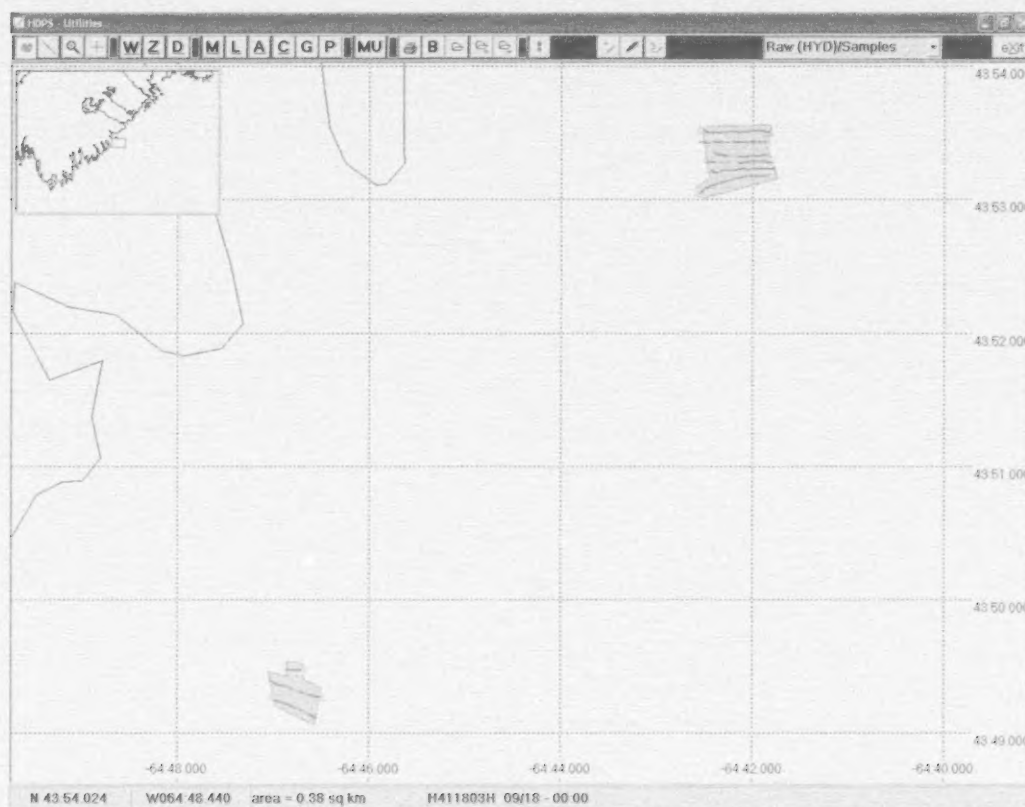 HDPS - Utilities
W Z D M L A C G P MU B Raw (HYD)/Samples eXit
43 54.000
43 53.000
43 52.000
43 51.000
43 50.000
43 49.000
-64 48.000 -64 46.000 -64 44.000 -64 42.000 -64 40.000
N 43 54.024 W064 48.440 area = 0.38 sq km H411803H 09/18 - 00:00